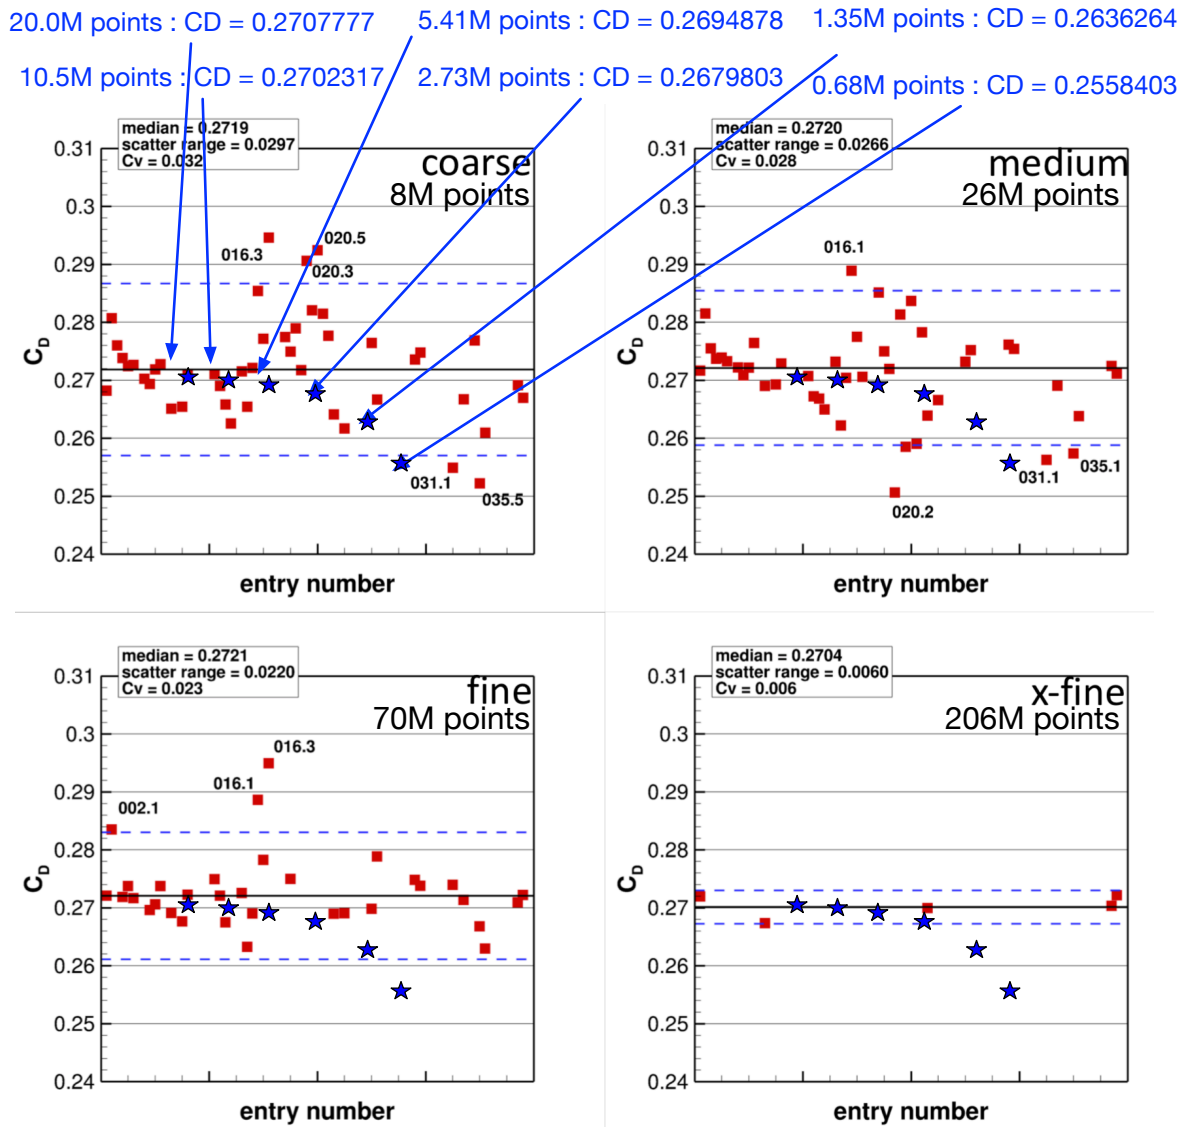 20.0M points : CD = 0.2707777
5.41M points : CD = 0.2694878
1.35M points : CD = 0.2636264
10.5M points : CD = 0.2702317
2.73M points : CD = 0.2679803
0.68M points : CD = 0.2558403
median = 0.2719
scatter range = 0.0297
Cv = 0.032
coarse
8M points
0.31
0.3
0.29
0.28
0.27
0.26
0.25
0.24
CD
016.3
020.5
020.3
031.1
035.5
entry number
median = 0.2720
scatter range = 0.0266
Cv = 0.028
medium
26M points
0.31
0.3
0.29
0.28
0.27
0.26
0.25
0.24
CD
016.1
020.2
031.1
035.1
entry number
median = 0.2721
scatter range = 0.0220
Cv = 0.023
fine
70M points
0.31
0.3
0.29
0.28
0.27
0.26
0.25
0.24
CD
016.3
016.1
002.1
entry number
median = 0.2704
scatter range = 0.0060
Cv = 0.006
x-fine
206M points
0.31
0.3
0.29
0.28
0.27
0.26
0.25
0.24
CD
entry number